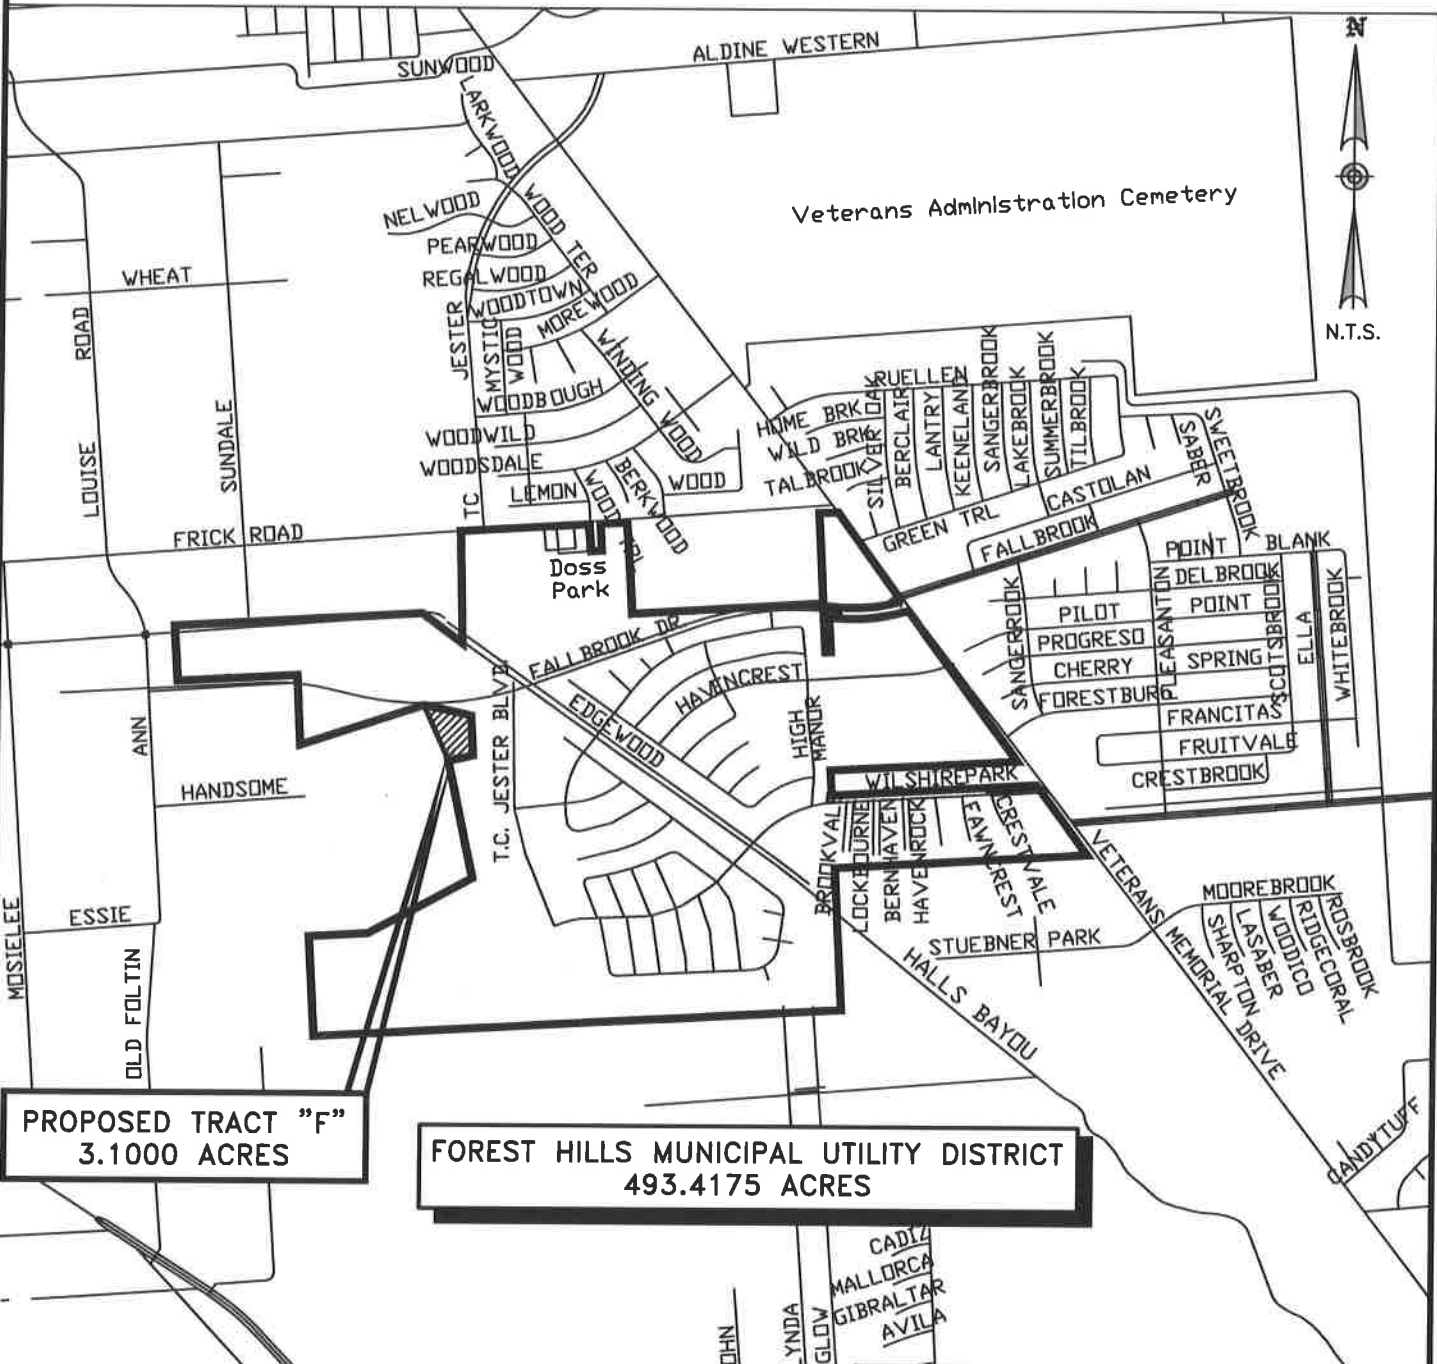 ALDINE WESTERN
SUNWOOD
N
LARKWOOD
Veterans Administration Cemetery
NELWOOD
WOOD TER
PEARWOOD
WHEAT
REGALWOOD
WOODTOWN
MOREWOOD
N.T.S.
ROAD
JESTER
MYSTIC
WOOD
WINDING WOOD
RUELLEN
WOODBOUGH
HOME BRK
SILVER OAK
BERCLAIR
LANTRY
KEENELAND
SANGERBROOK
LAKEBROOK
SUMMERBROOK
TILBROOK
SWEETBROOK
SABER
SUNDALE
LOUISE
WOODWILD
WILD BRK
WOODSDALE
TALBROOK
LEMON
WOOD
BERKWOOD
WOOD
TC
CASTOLAN
GREEN TRL
FRICK ROAD
FALLBROOK
POINT BLANK
Doss
Park
DELBROOK
PILOT
POINT
PROGRESO
FALLBROOK DR
SANGERROOK
PLEASANTON
SCOTSBROOK
ELLA
WHITEBROOK
CHERRY
SPRING
HAVENCREST
FORESTBURG
EDGEWOOD
FRANCITAS
HIGH
MANOR
ANN
T.C. JESTER BLVD.
FRUITVALE
HANDSOME
WILSHIREPARK
CRESTBROOK
BROOKVAL
LOCKBOURNE
BERNHAVEN
HAVENROCK
FAWNCREST
CRESTVALE
VETERANS MEMORIAL DRIVE
MOOREBROOK
ESSIE
MOSIELEE
STUEBNER PARK
SHARPTON
LASABER
WOODICO
RIDGECORAL
ROSBROOK
HALLS BAYOU
OLD FOLTIN
PROPOSED TRACT "F"
3.1000 ACRES
FOREST HILLS MUNICIPAL UTILITY DISTRICT
493.4175 ACRES
CANDYTUFF
CADIZ
MALLORCA
GIBRALTAR
AVILA
OHN
LYNDA
GLOW